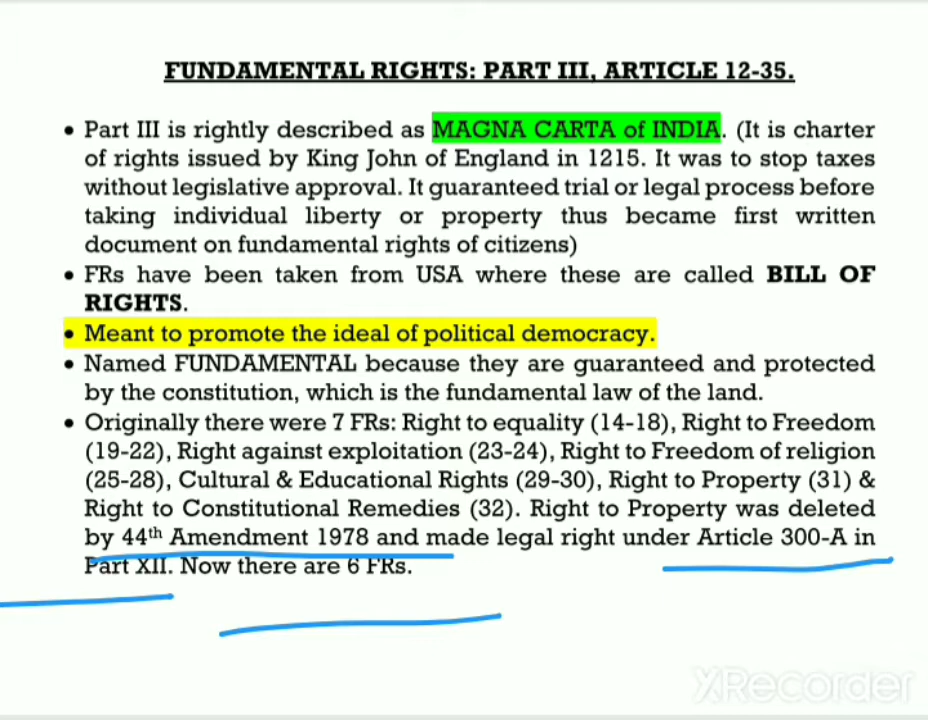 FUNDAMENTAL RIGHTS: PART III, ARTICLE 12-35.
• Part III is rightly described as MAGNA CARTA of INDIA. (It is charter
of rights issued by King John of England in 1215. It was to stop taxes
without legislative approval. It guaranteed trial or legal process before
taking individual liberty or property thus became first written
document on fundamental rights of citizens)
• FRs have been taken from USA where these are called BILL OF
RIGHTS.
• Meant to promote the ideal of political democracy.
• Named FUNDAMENTAL because they are guaranteed and protected
by the constitution, which is the fundamental law of the land.
• Originally there were 7 FRs: Right to equality (14-18), Right to Freedom
(19-22), Right against exploitation (23-24), Right to Freedom of religion
(25-28), Cultural & Educational Rights (29-30), Right to Property (31) &
Right to Constitutional Remedies (32). Right to Property was deleted
by 44th Amendment 1978 and made legal right under Article 300-A in
Part XII. Now there are 6 FRs.
XRecorder